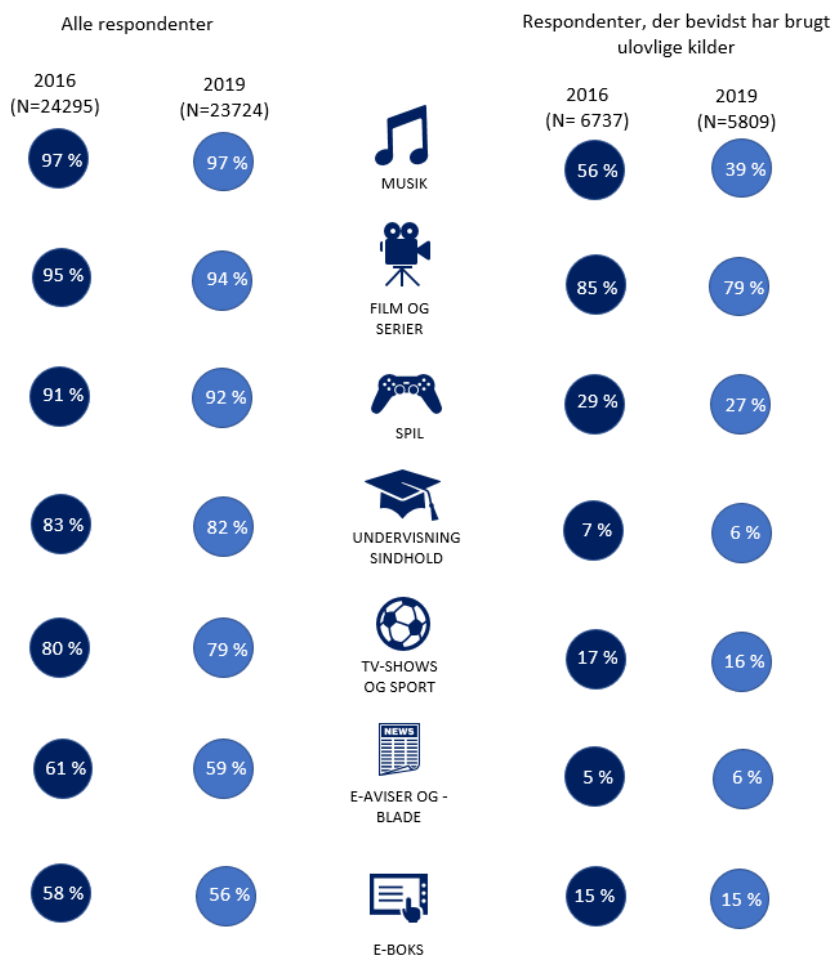 Alle respondenter
Respondenter, der bevidst har brugt
ulovlige kilder
2016
(N=24295)
2019
(N=23724)
2016
(N= 6737)
2019
(N=5809)
97 %
97 %
MUSIK
56 %
39 %
95 %
94 %
FILM OG
SERIER
85 %
79 %
91 %
92 %
SPIL
29 %
27 %
83 %
82 %
UNDERVISNING
SINDHOLD
7 %
6 %
80 %
79 %
TV-SHOWS
OG SPORT
17 %
16 %
61 %
59 %
NEWS
E-AVISER OG -
BLADE
5 %
6 %
58 %
56 %
E-BOKS
15 %
15 %